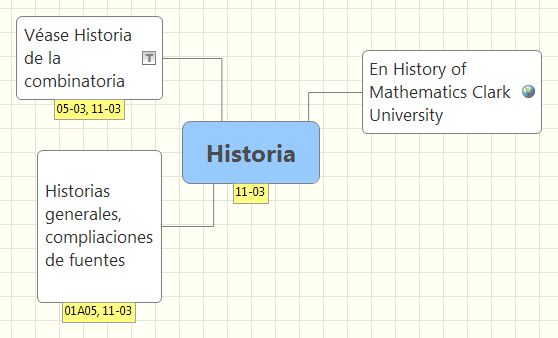 Véase Historia
de la
combinatoria
T
05-03, 11-03
En History of
Mathematics Clark
University
Historia
11-03
Historias
generales,
compliaciones
de fuentes
01A05, 11-03